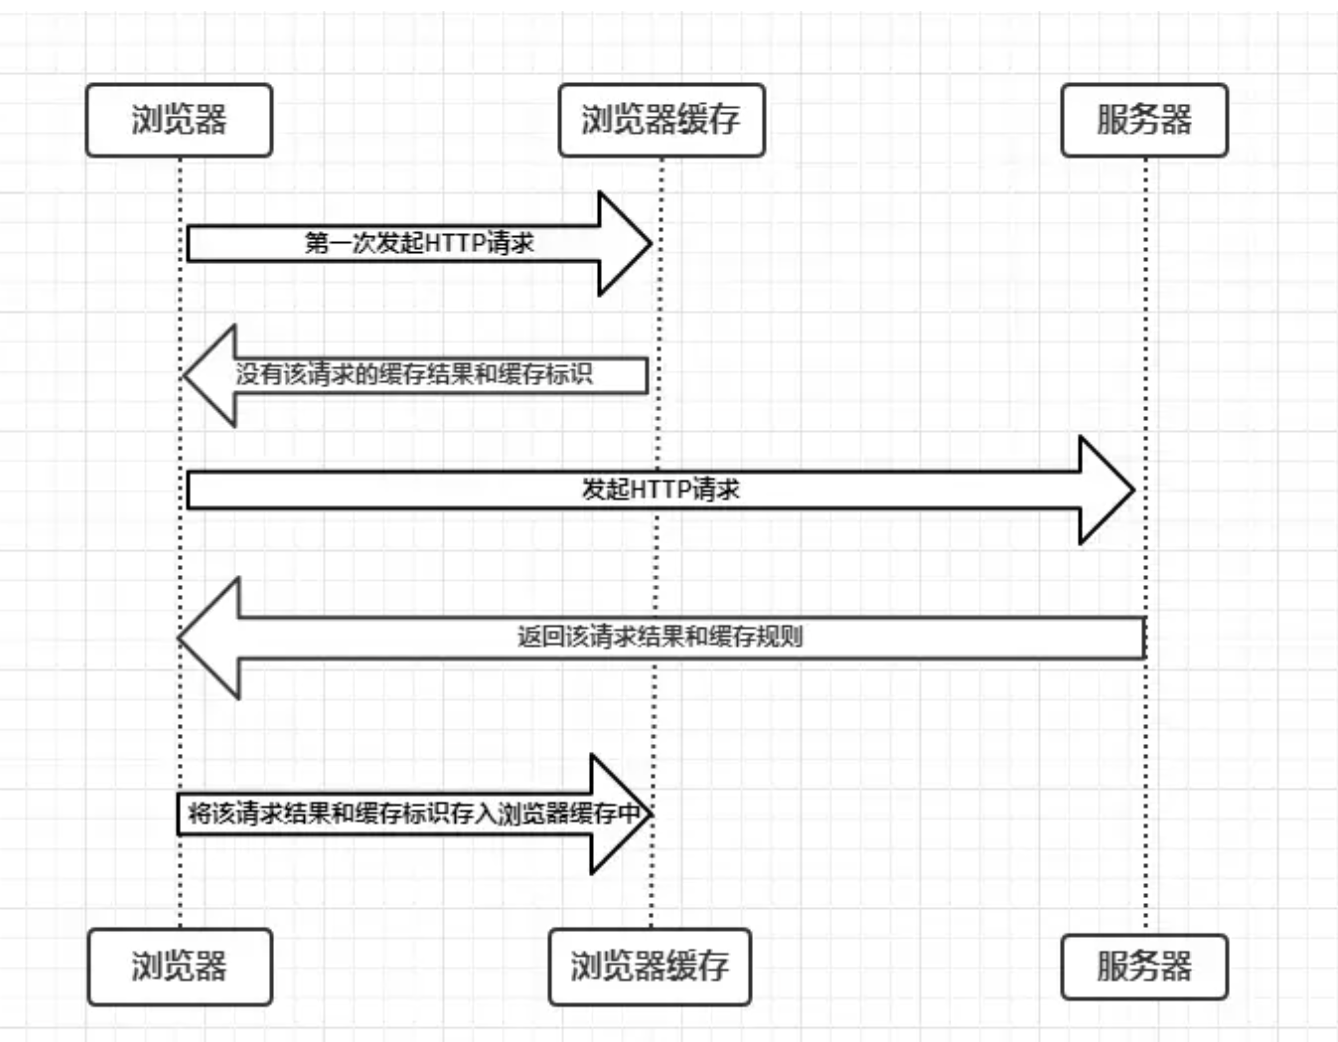 浏览器
浏览器缓存
服务器
第一次发起HTTP请求
没有该请求的缓存结果和缓存标识
发起HTTP请求
返回该请求结果和缓存规则
将该请求结果和缓存标识存入浏览器缓存中
浏览器
浏览器缓存
服务器